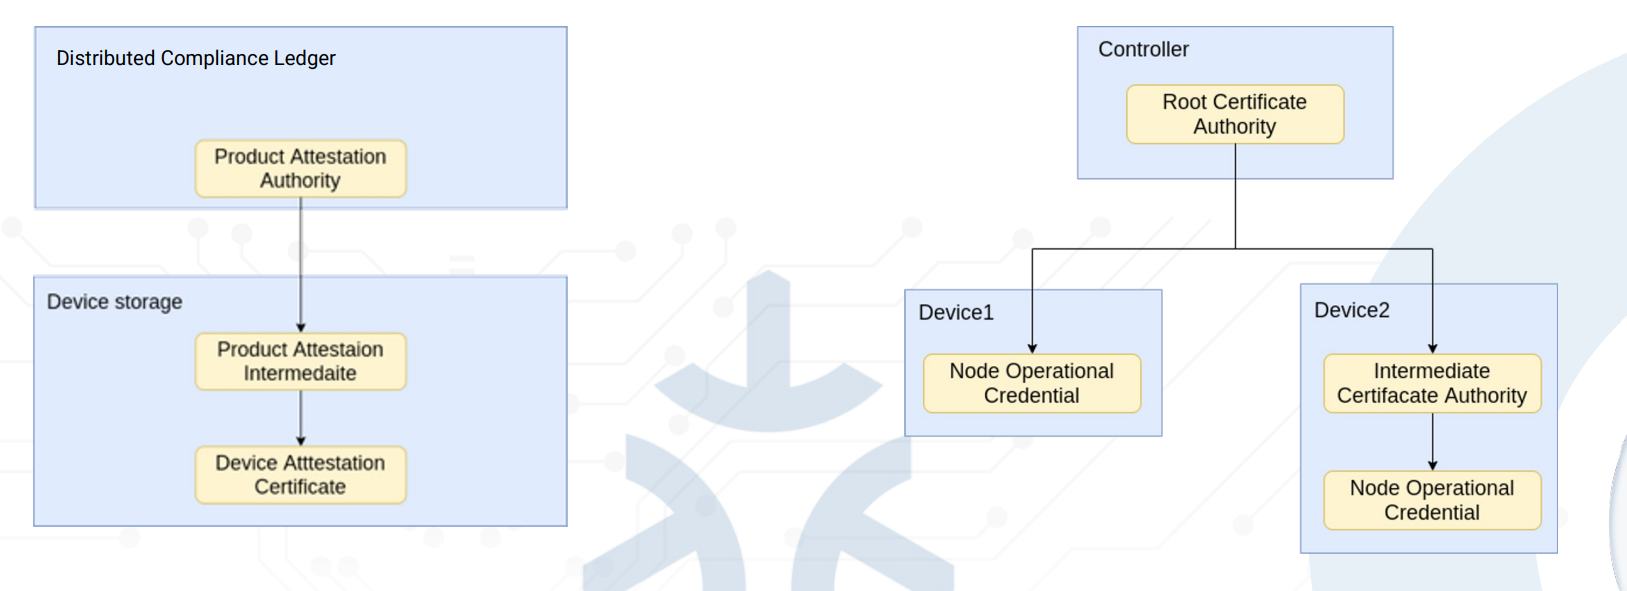 Distributed Compliance Ledger
Product Attestation
Authority
Device storage
Product Attestaion
Intermedaite
Device Atttestation
Certificate
Controller
Root Certificate
Authority
Device1
Node Operational
Credential
Device2
Intermediate
Certifacate Authority
Node Operational
Credential